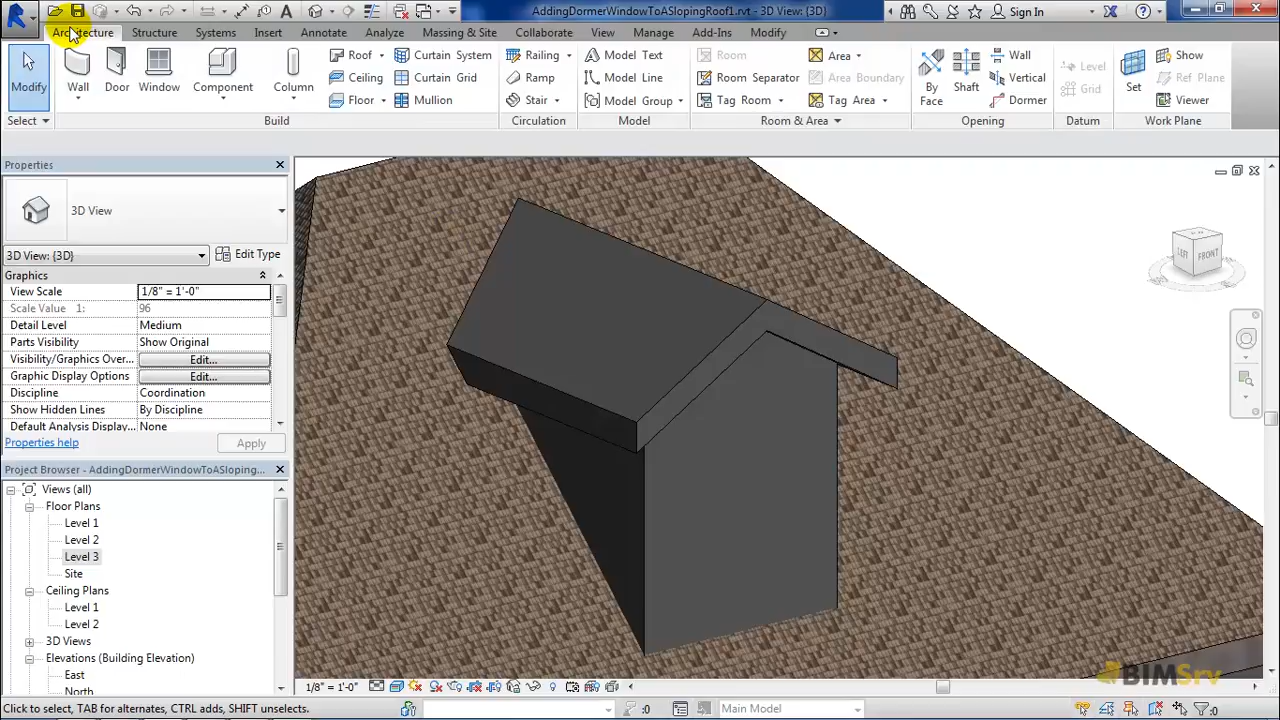 AddingDormerWindowToASlopingRoof1.rvt - 3D View: {3D}
Sign In
Architecture Structure Systems Insert Annotate Analyze Massing & Site Collaborate View Manage Add-Ins Modify
Modify Wall Door Window Component Column
Roof Ceiling Floor
Curtain System Curtain Grid Mullion
Railing Ramp Stair
Model Text Model Line Model Group
Room Room Separator Tag Room
Area Area Boundary Tag Area
By Face Shaft Wall Vertical Dormer
Level Grid
Set Show Ref Plane Viewer
Select Build Circulation Model Room & Area Opening Datum Work Plane
Properties
3D View
3D View: {3D} Edit Type
Graphics
View Scale 1/8" = 1'-0"
Scale Value 1: 96
Detail Level Medium
Parts Visibility Show Original
Visibility/Graphics Over... Edit...
Graphic Display Options Edit...
Discipline Coordination
Show Hidden Lines By Discipline
Default Analysis Display... None
Properties help Apply
Project Browser - AddingDormerWindowToASloping...
Views (all)
Floor Plans
Level 1
Level 2
Level 3
Site
Ceiling Plans
Level 1
Level 2
3D Views
Elevations (Building Elevation)
East
North
LEFT FRONT
BIMSrv
1/8" = 1'-0"
Click to select, TAB for alternates, CTRL adds, SHIFT unselects.
:0 Main Model :0